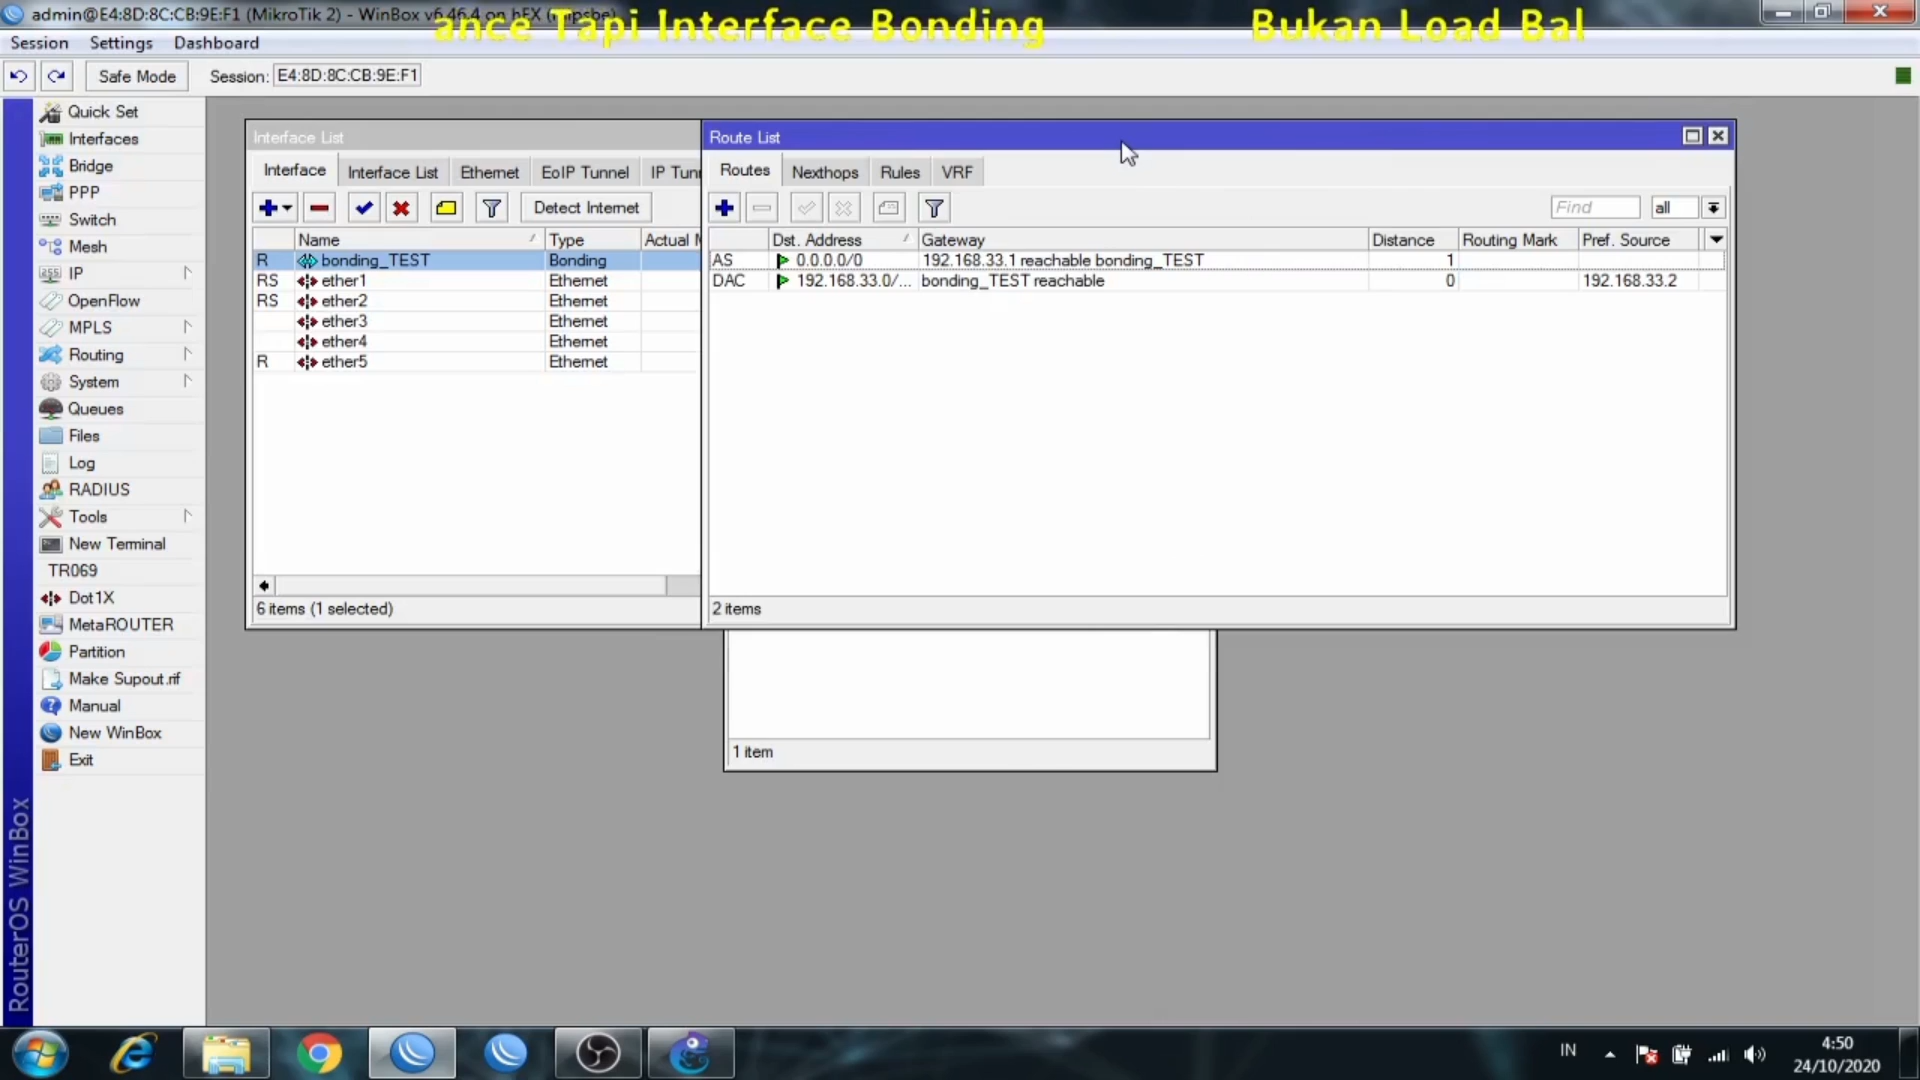 admin@E4:8D:8C:CB:9E:F1 (MikroTik 2) - WinBox v6.46.4 on hEX
ance Tapi Interface Bonding Bukan Load Bal
Session Settings Dashboard
Safe Mode Session: E4:8D:8C:CB:9E:F1
Quick Set
Interfaces
Bridge
PPP
Switch
Mesh
IP
OpenFlow
MPLS
Routing
System
Queues
Files
Log
RADIUS
Tools
New Terminal
TR069
Dot1X
MetaROUTER
Partition
Make Supout.rif
Manual
New WinBox
Exit
RouterOS WinBox
Interface List
Interface Interface List Ethernet EoIP Tunnel IP Tun
Detect Internet
Name Type Actual M
R bonding_TEST Bonding
RS ether1 Ethernet
RS ether2 Ethernet
ether3 Ethernet
ether4 Ethernet
R ether5 Ethernet
6 items (1 selected)
Route List
Routes Nexthops Rules VRF
Find all
Dst. Address Gateway Distance Routing Mark Pref. Source
AS 0.0.0.0/0 192.168.33.1 reachable bonding_TEST 1
DAC 192.168.33.0/... bonding_TEST reachable 0 192.168.33.2
2 items
1 item
IN
4:50
24/10/2020